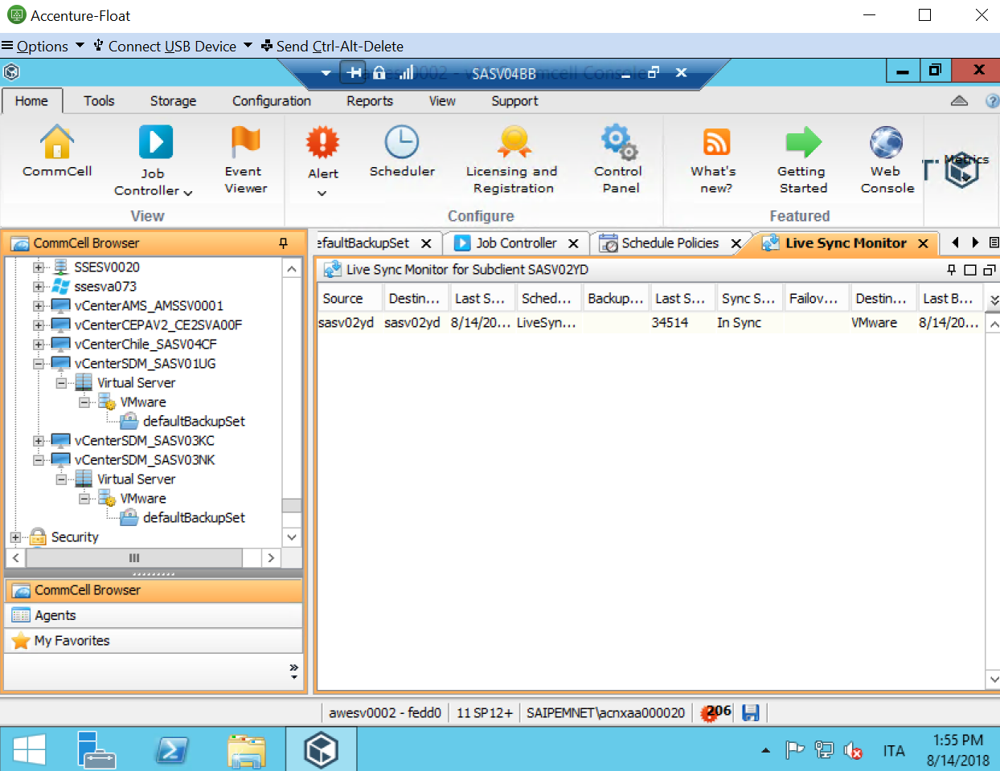 Accenture-Float
Options Connect USB Device Send Ctrl-Alt-Delete
SASV04BB
Home Tools Storage Configuration Reports View Support
CommCell
Job Controller
Event Viewer
Alert
Scheduler
Licensing and Registration
Control Panel
What's new?
Getting Started
Web Console
Metrics
View Configure Featured
CommCell Browser
SSESV0020
ssesva073
vCenterAMS_AMSSV0001
vCenterCEPAV2_CE2SVA00F
vCenterChile_SASV04CF
vCenterSDM_SASV01UG
Virtual Server
VMware
defaultBackupSet
vCenterSDM_SASV03KC
vCenterSDM_SASV03NK
Virtual Server
VMware
defaultBackupSet
Security
CommCell Browser
Agents
My Favorites
efaultBackupSet Job Controller Schedule Policies Live Sync Monitor
Live Sync Monitor for Subclient SASV02YD
Source Destin... Last S... Sched... Backup... Last S... Sync S... Failov... Destin... Last B...
sasv02yd sasv02yd 8/14/20... LiveSyn... 34514 In Sync VMware 8/14/20...
awesv0002 - fedd0 11 SP12+ SAIPEMNET\acnxaa000020 206
ITA
1:55 PM
8/14/2018